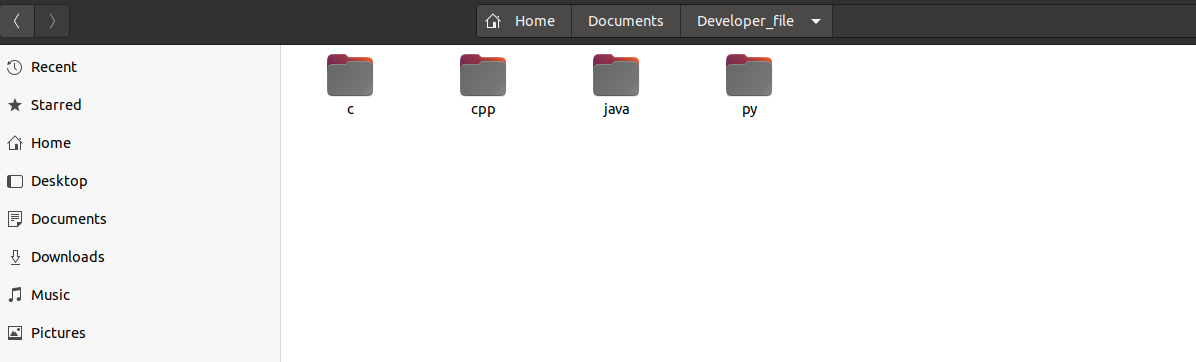 Home Documents Developer_file
Recent
Starred
Home
Desktop
Documents
Downloads
Music
Pictures
c cpp java py